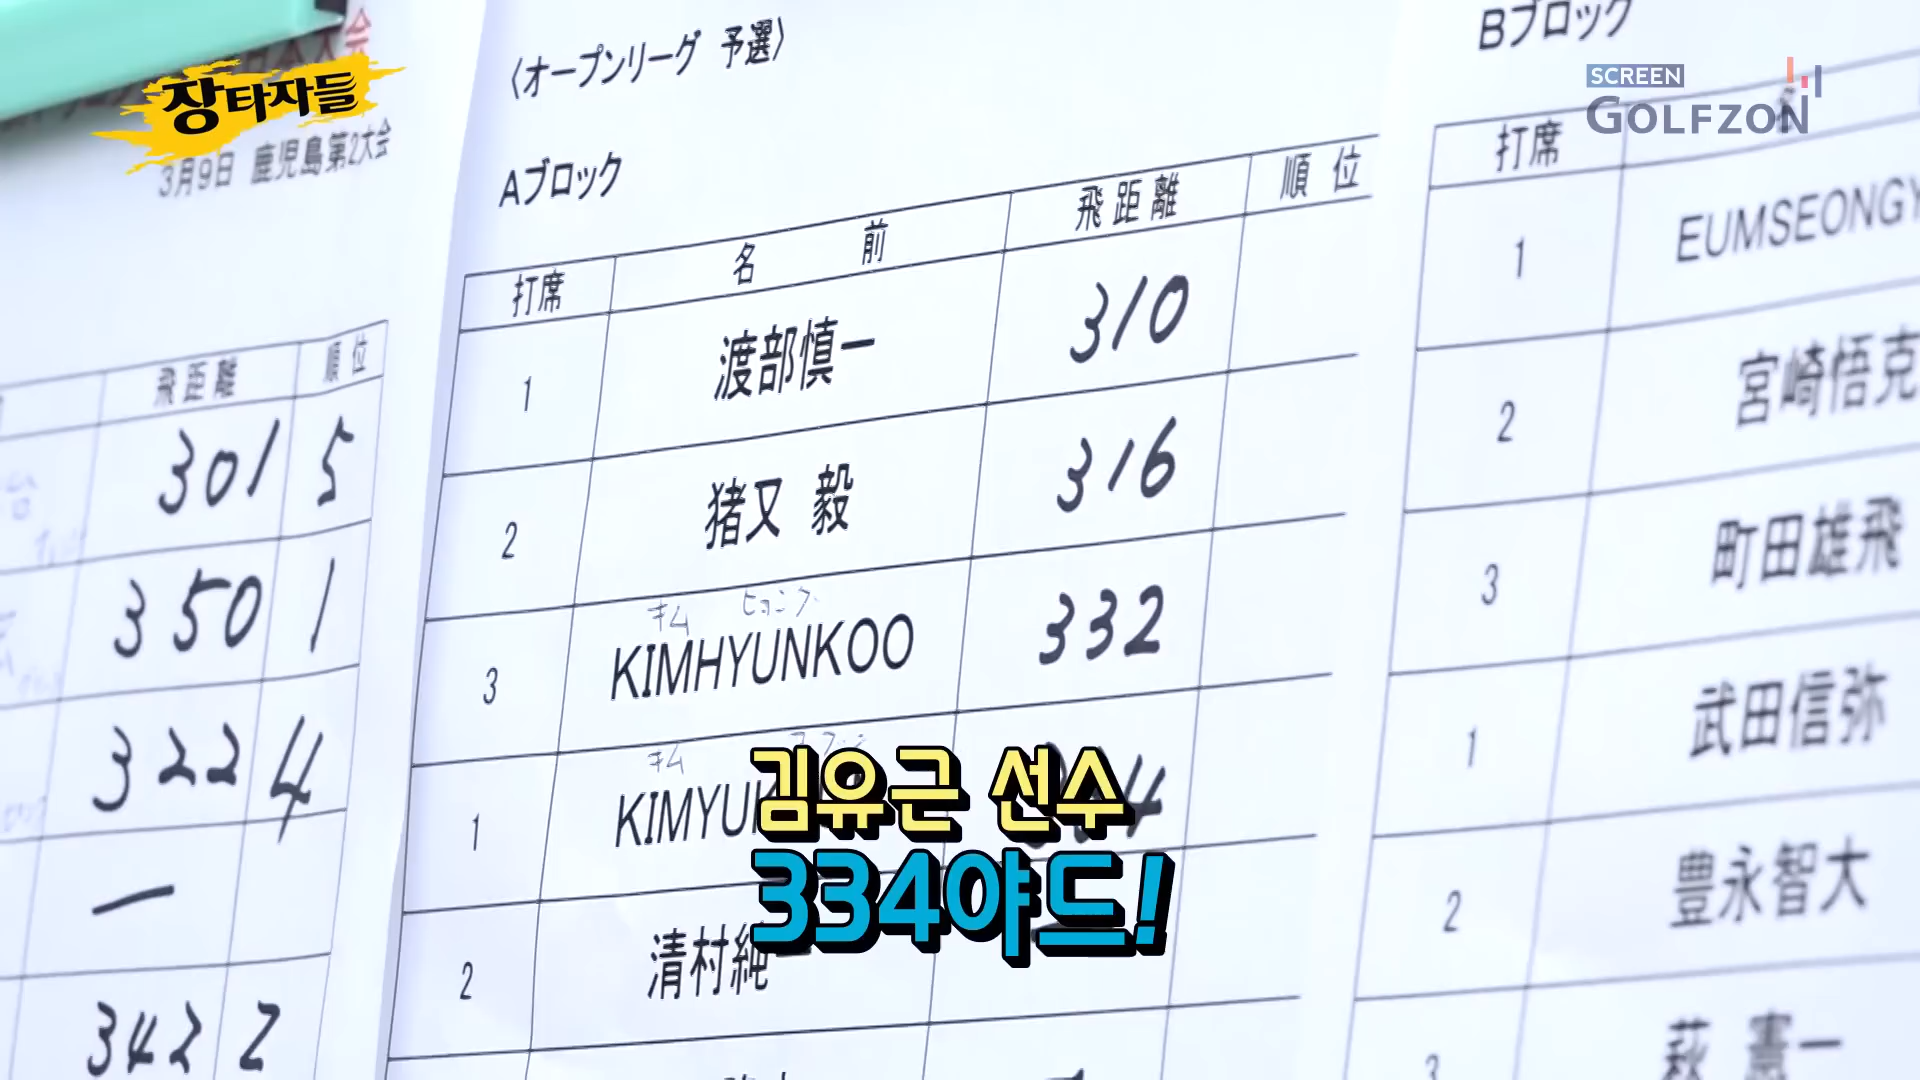 장타자들
SCREEN
GOLFZON
3月9日 鹿児島第2大会
飛距離 順位
301 5
350 1
322 4
ー
342 2
〈オープンリーグ 予選〉
Aブロック
打席 名前 飛距離 順位
1 渡部慎一 310
2 猪又 毅 316
キム ヒョング
3 KIMHYUNKOO 332
キム
1 KIMYU
2 清村純一
Bブロック
打席
1 EUMSEONGY
2 宮崎悟克
3 町田雄飛
1 武田信弥
2 豊永智大
3 萩 憲一
김유근 선수
334야드!